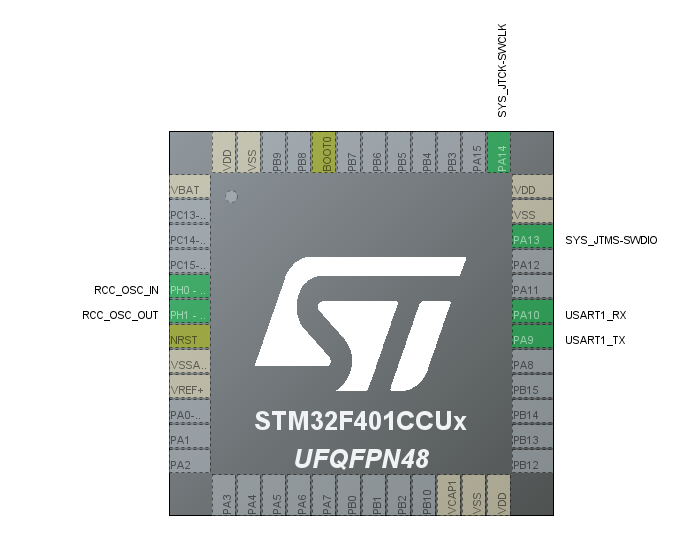 SYS_JTCK-SWCLK
VDD
VSS
PB9
PB8
BOOT0
PB7
PB6
PB5
PB4
PB3
PA15
PA14
VBAT
PC13-..
PC14-..
PC15-..
RCC_OSC_IN PH0 - ..
RCC_OSC_OUT PH1 - ..
NRST
VSSA..
VREF+
PA0-..
PA1
PA2
VDD
VSS
PA13 SYS_JTMS-SWDIO
PA12
PA11
PA10 USART1_RX
PA9 USART1_TX
PA8
PB15
PB14
PB13
PB12
ST
STM32F401CCUx
UFQFPN48
PA3
PA4
PA5
PA6
PA7
PB0
PB1
PB2
PB10
VCAP1
VSS
VDD